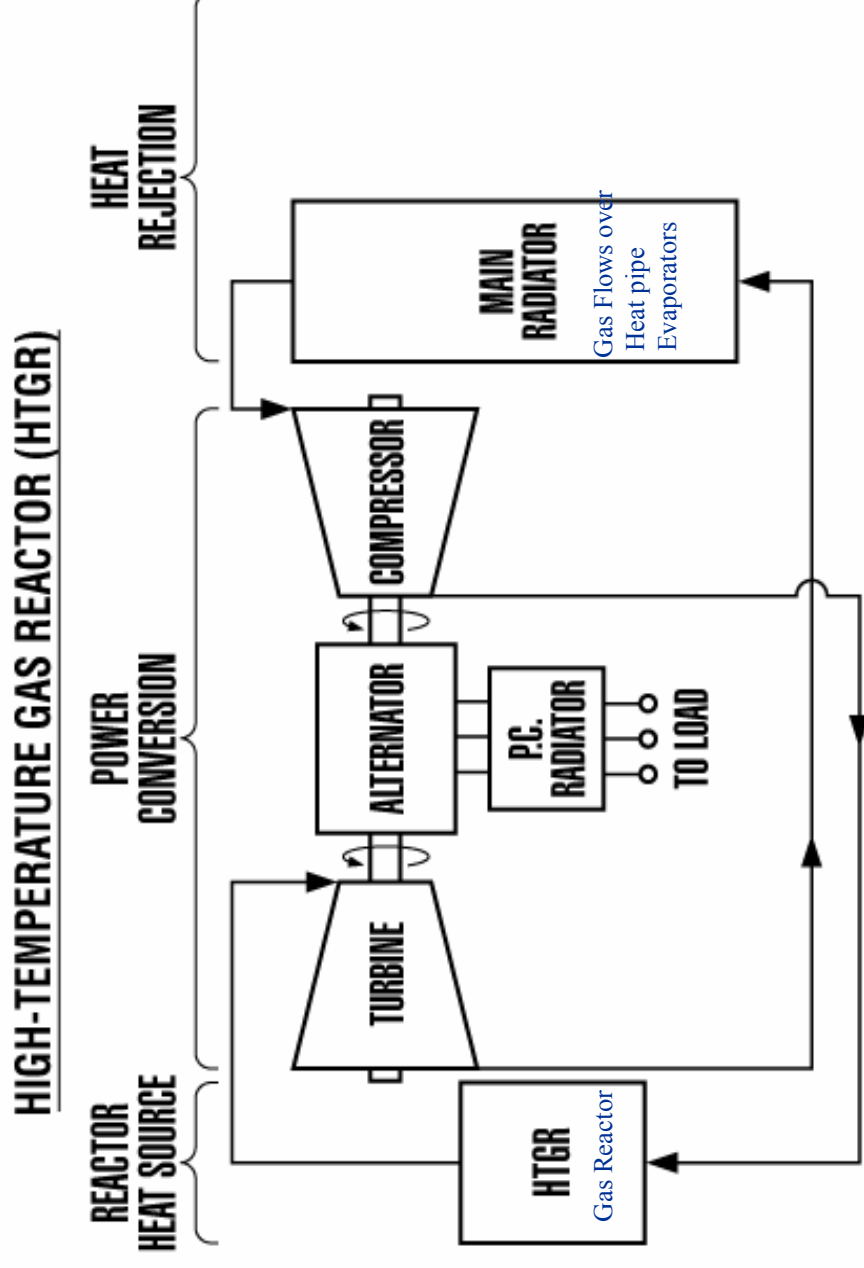 HIGH-TEMPERATURE GAS REACTOR (HTGR)
REACTOR
HEAT SOURCE
POWER
CONVERSION
HEAT
REJECTION
TURBINE
ALTERNATOR
COMPRESSOR
MAIN
RADIATOR
Gas Flows over
Heat pipe
Evaporators
P.C.
RADIATOR
TO LOAD
HTGR
Gas Reactor